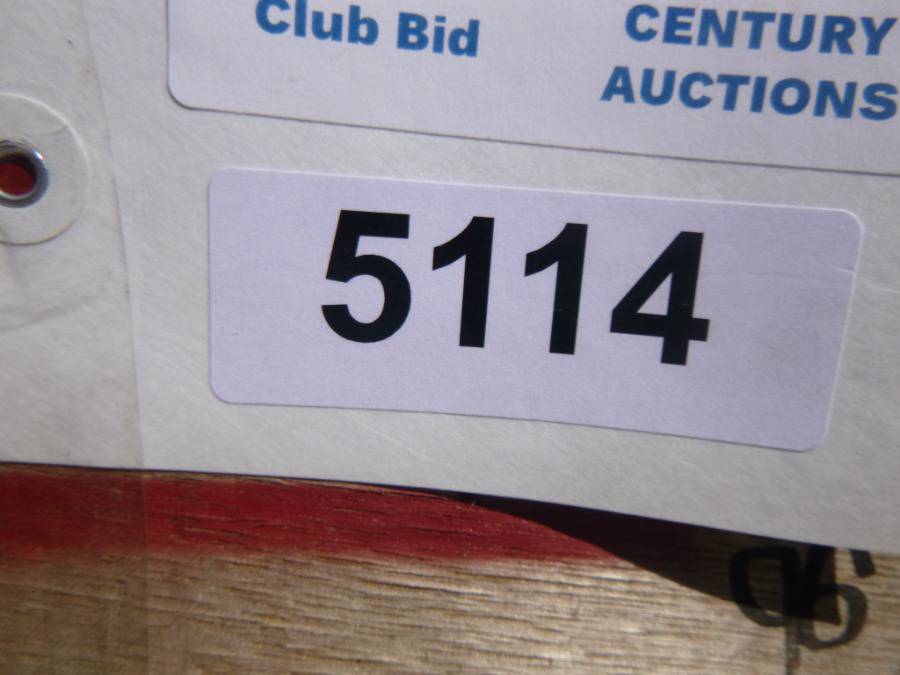 Club Bid
CENTURY
AUCTIONS
5114